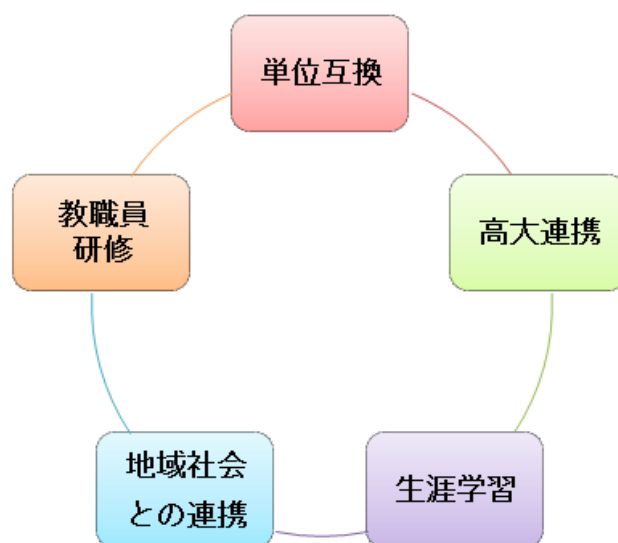 単位互換
教職員
研修
高大連携
地域社会
との連携
生涯学習